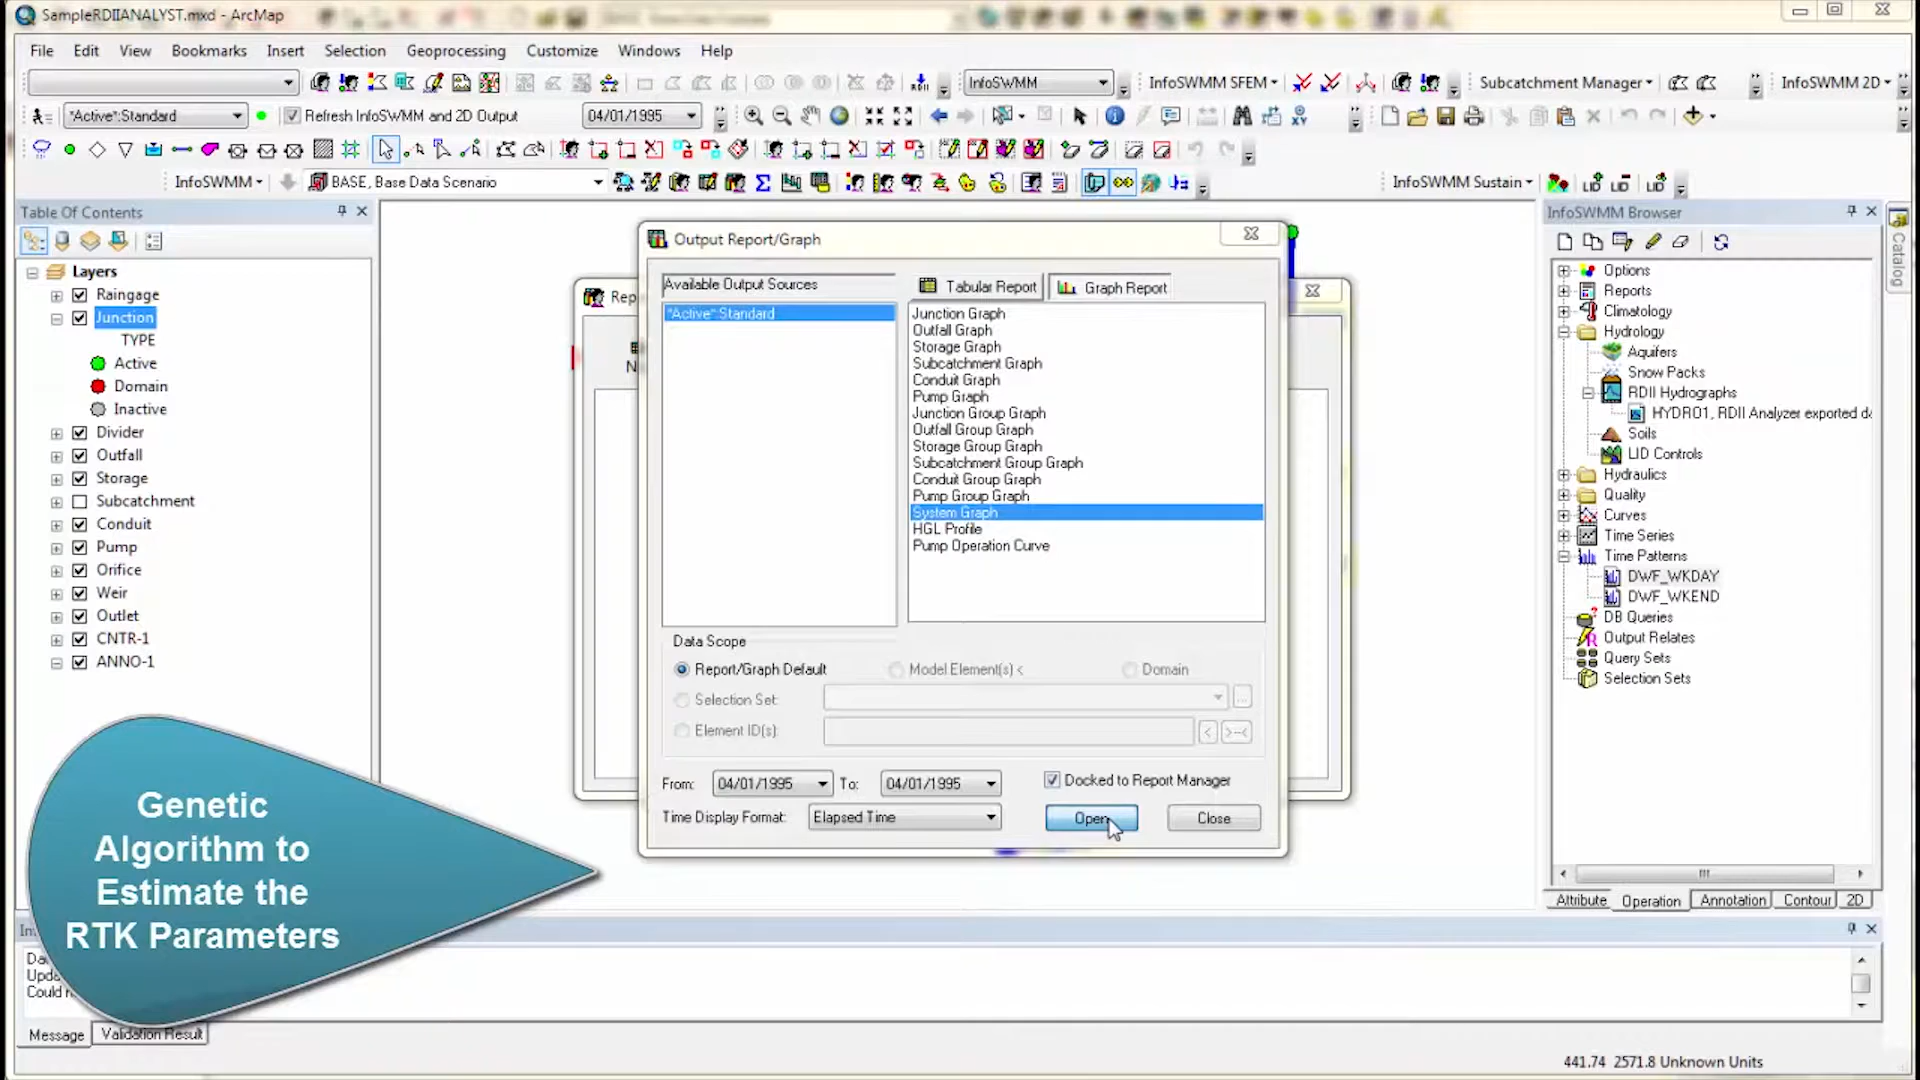 SampleRDIIANALYST.mxd - ArcMap
File Edit View Bookmarks Insert Selection Geoprocessing Customize Windows Help
InfoSWMM InfoSWMM SFEM Subcatchment Manager InfoSWMM 2D
"Active":Standard Refresh InfoSWMM and 2D Output 04/01/1995
InfoSWMM BASE, Base Data Scenario InfoSWMM Sustain
Table Of Contents
Layers
Raingage
Junction
TYPE
Active
Domain
Inactive
Divider
Outfall
Storage
Subcatchment
Conduit
Pump
Orifice
Weir
Outlet
CNTR-1
ANNO-1
Output Report/Graph
Available Output Sources
"Active":Standard
Tabular Report Graph Report
Junction Graph
Outfall Graph
Storage Graph
Subcatchment Graph
Conduit Graph
Pump Graph
Junction Group Graph
Outfall Group Graph
Storage Group Graph
Subcatchment Group Graph
Conduit Group Graph
Pump Group Graph
System Graph
HGL Profile
Pump Operation Curve
Data Scope
Report/Graph Default Model Element(s) < Domain
Selection Set:
Element ID(s):
From: 04/01/1995 To: 04/01/1995 Docked to Report Manager
Time Display Format: Elapsed Time Open Close
InfoSWMM Browser
Options
Reports
Climatology
Hydrology
Aquifers
Snow Packs
RDII Hydrographs
HYDRO1, RDII Analyzer exported da
Soils
LID Controls
Hydraulics
Quality
Curves
Time Series
Time Patterns
DWF_WKDAY
DWF_WKEND
DB Queries
Output Relates
Query Sets
Selection Sets
Attribute Operation Annotation Contour 2D
Catalog
Genetic
Algorithm to
Estimate the
RTK Parameters
Message Validation Result
441.74 2571.8 Unknown Units